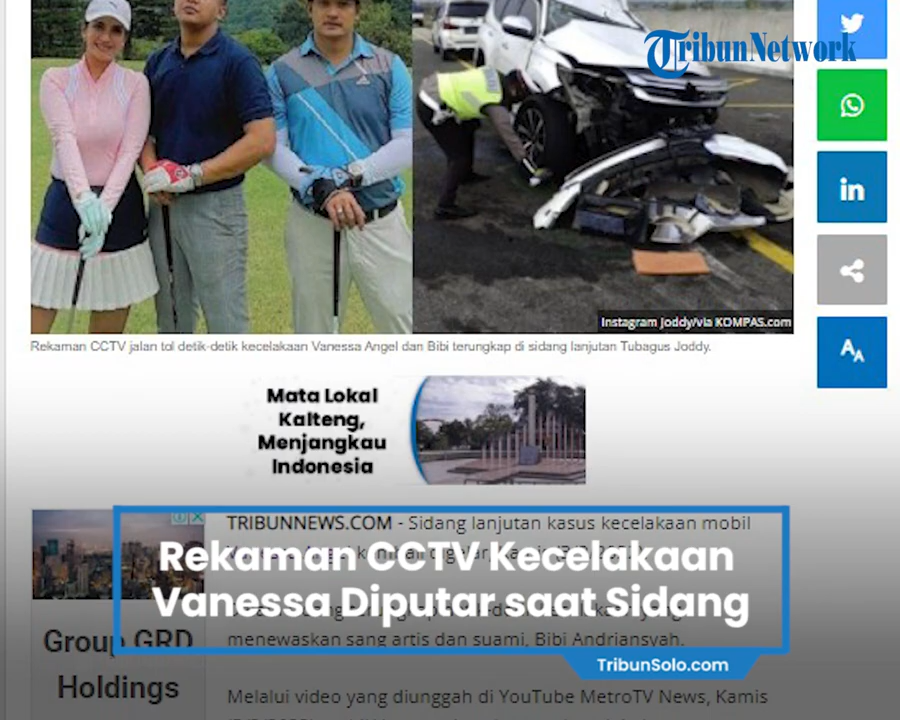 TribunNetwork
in
AA
Instagram Joddy/via KOMPAS.com
Rekaman CCTV jalan tol detik-detik kecelakaan Vanessa Angel dan Bibi terungkap di sidang lanjutan Tubagus Joddy.
Mata Lokal
Kalteng,
Menjangkau
Indonesia
TRIBUNNEWS.COM - Sidang lanjutan kasus kecelakaan mobil
Rekaman CCTV Kecelakaan
Vanessa Diputar saat Sidang
menewaskan sang artis dan suami, Bibi Andriansyah.
Group GRD
Holdings
TribunSolo.com
Melalui video yang diunggah di YouTube MetroTV News, Kamis